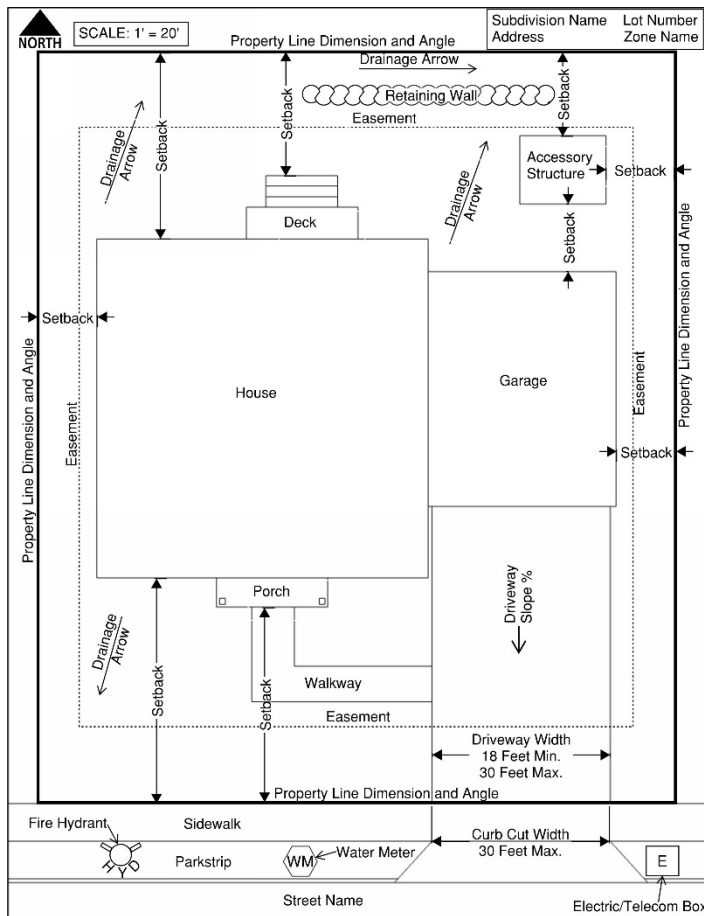 NORTH
SCALE: 1' = 20'
Property Line Dimension and Angle
Subdivision Name Lot Number
Address Zone Name
Drainage Arrow
Retaining Wall
Easement
Setback
Setback
Setback
Drainage
Arrow
Drainage
Arrow
Accessory
Structure
Setback
Setback
Deck
Setback
House
Garage
Easement
Easement
Property Line Dimension and Angle
Property Line Dimension and Angle
Setback
Porch
Driveway
Slope %
Drainage
Arrow
Setback
Setback
Walkway
Easement
Driveway Width
18 Feet Min.
30 Feet Max.
Property Line Dimension and Angle
Fire Hydrant
Sidewalk
HYD
Parkstrip
WM
Water Meter
Curb Cut Width
30 Feet Max.
E
Street Name
Electric/Telecom Box